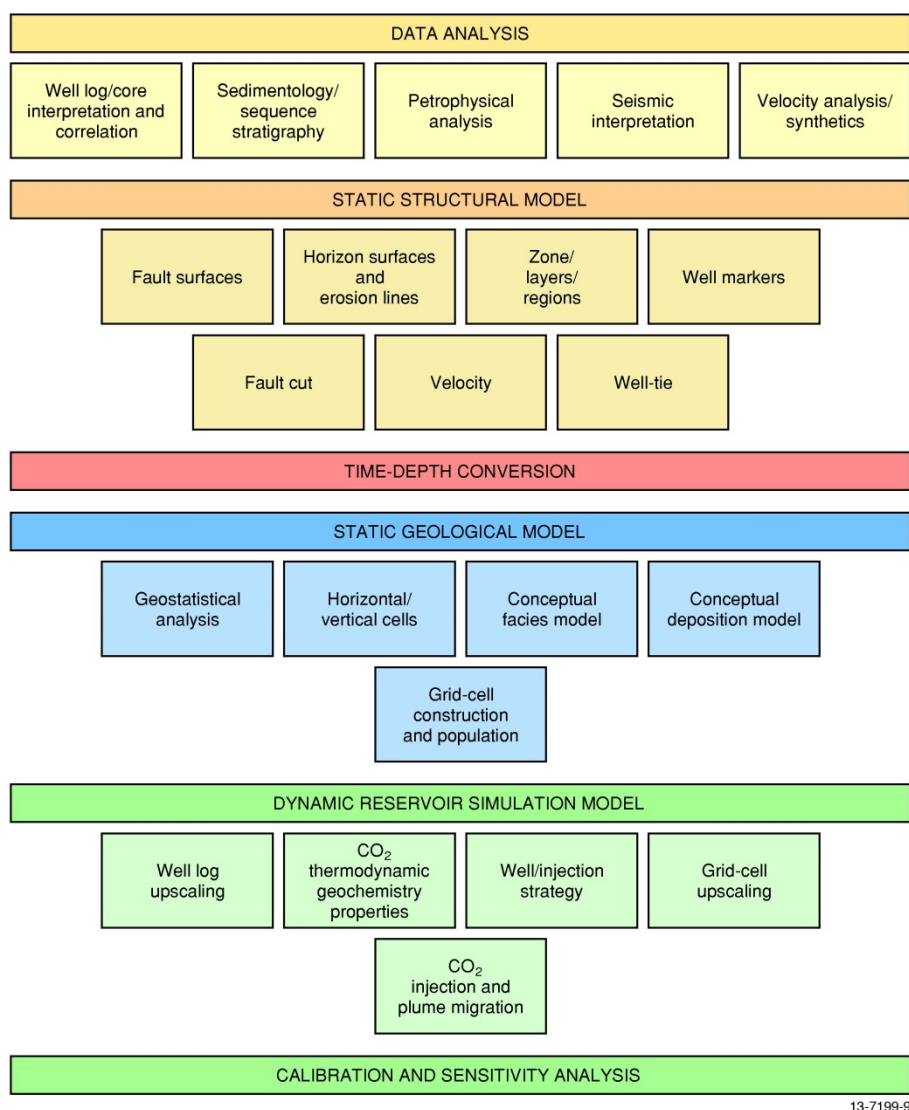 DATA ANALYSIS
Well log/core
interpretation and
correlation
Sedimentology/
sequence
stratigraphy
Petrophysical
analysis
Seismic
interpretation
Velocity analysis/
synthetics
STATIC STRUCTURAL MODEL
Fault surfaces
Horizon surfaces
and
erosion lines
Zone/
layers/
regions
Well markers
Fault cut
Velocity
Well-tie
TIME-DEPTH CONVERSION
STATIC GEOLOGICAL MODEL
Geostatistical
analysis
Horizontal/
vertical cells
Conceptual
facies model
Conceptual
deposition model
Grid-cell
construction
and population
DYNAMIC RESERVOIR SIMULATION MODEL
Well log
upscaling
CO₂
thermodynamic
geochemistry
properties
Well/injection
strategy
Grid-cell
upscaling
CO₂
injection and
plume migration
CALIBRATION AND SENSITIVITY ANALYSIS
13-7199-9